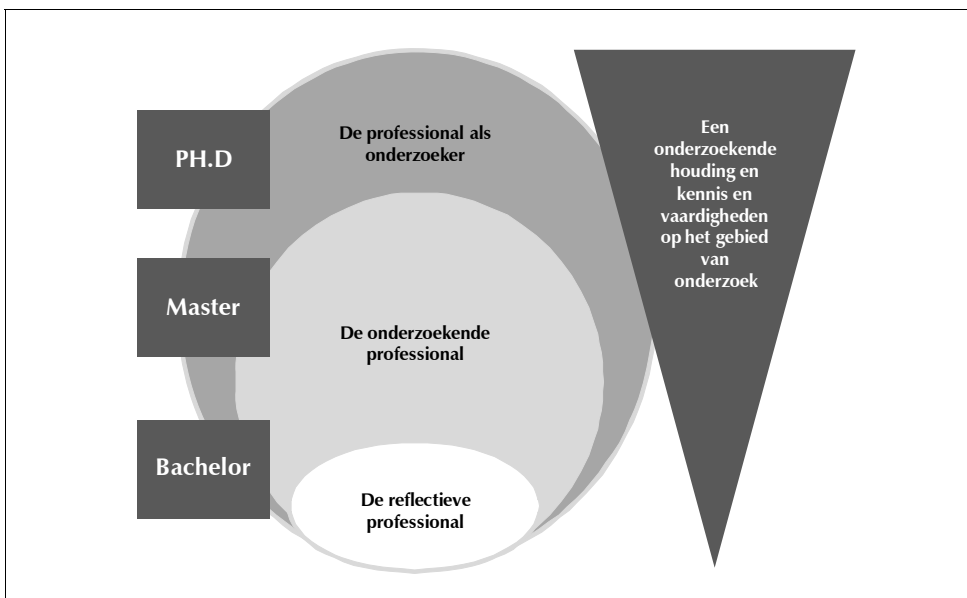 PH.D
Master
Bachelor
De professional als
onderzoeker
De onderzoekende
professional
De reflectieve
professional
Een
onderzoekende
houding en
kennis en
vaardigheden
op het gebied
van
onderzoek